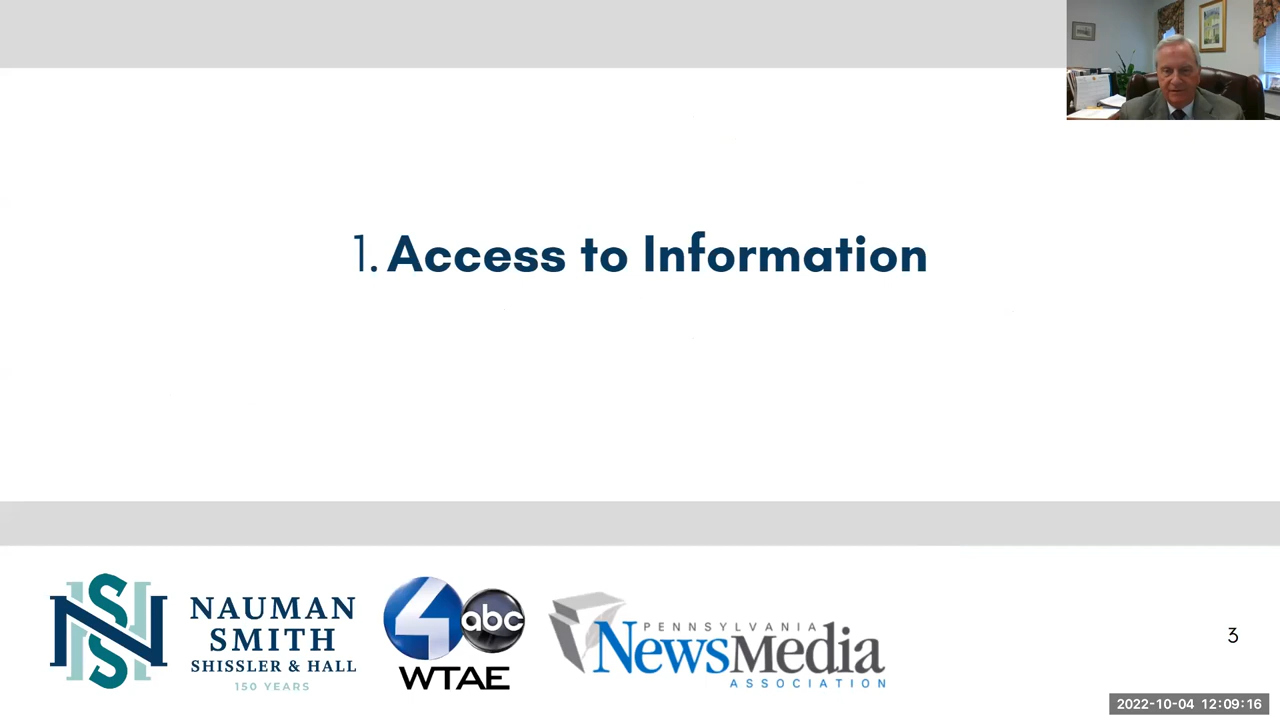 1. Access to Information
NAUMAN
SMITH
SHISSLER & HALL
150 YEARS
4
abc
WTAE
PENNSYLVANIA
NewsMedia
ASSOCIATION
3
2022-10-04 12:09:16